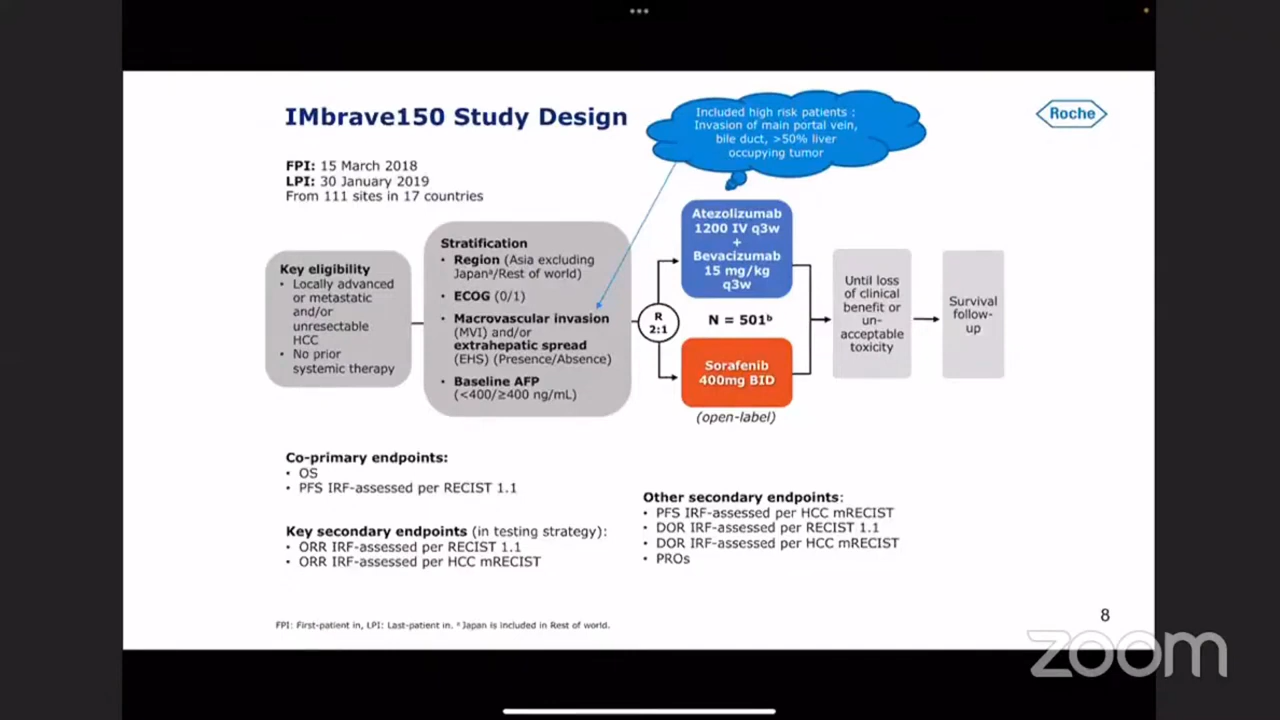 IMbrave150 Study Design
Included high risk patients :
Invasion of main portal vein,
bile duct, >50% liver
occupying tumor
Roche
FPI: 15 March 2018
LPI: 30 January 2019
From 111 sites in 17 countries
Key eligibility
• Locally advanced
or metastatic
and/or
unresectable
HCC
• No prior
systemic therapy
Stratification
• Region (Asia excluding
Japanᵃ/Rest of world)
• ECOG (0/1)
• Macrovascular invasion
(MVI) and/or
extrahepatic spread
(EHS) (Presence/Absence)
• Baseline AFP
(<400/≥400 ng/mL)
R
2:1
Atezolizumab
1200 IV q3w
+
Bevacizumab
15 mg/kg
q3w
N = 501ᵇ
Sorafenib
400mg BID
(open-label)
Until loss
of clinical
benefit or
un-
acceptable
toxicity
Survival
follow-
up
Co-primary endpoints:
• OS
• PFS IRF-assessed per RECIST 1.1
Key secondary endpoints (in testing strategy):
• ORR IRF-assessed per RECIST 1.1
• ORR IRF-assessed per HCC mRECIST
Other secondary endpoints:
• PFS IRF-assessed per HCC mRECIST
• DOR IRF-assessed per RECIST 1.1
• DOR IRF-assessed per HCC mRECIST
• PROs
FPI: First-patient in, LPI: Last-patient in. ᵃ Japan is included in Rest of world.
8
zoom